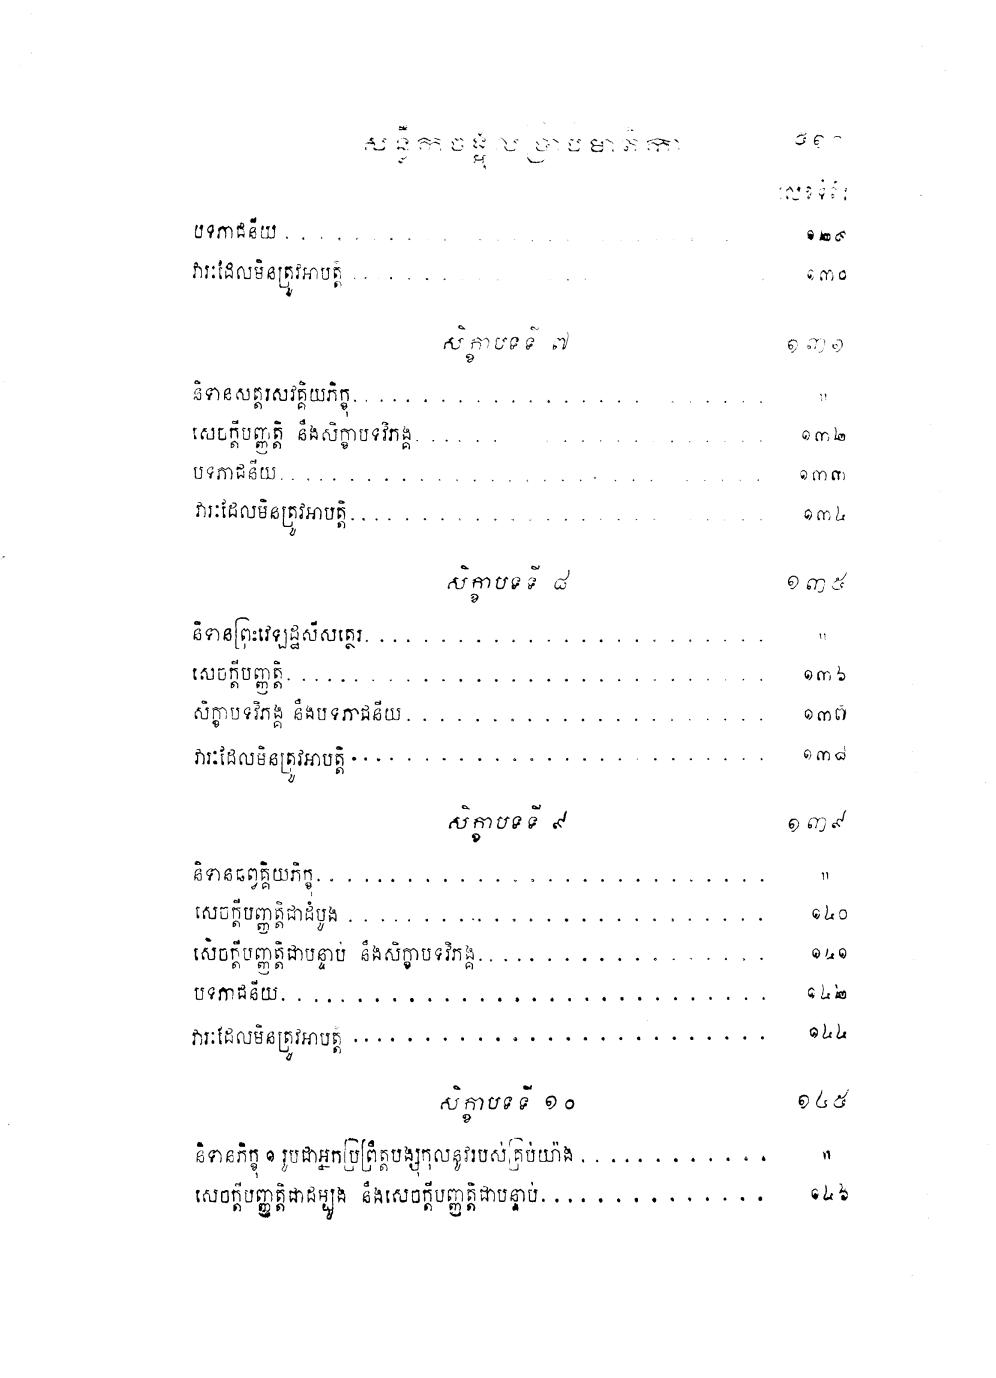 សន្លឹកចង្អុលប្រាប់មាតិកា
លេខទំព័រ
បទភាជនីយ . . . . . . . . . . . . . . . . . . . . ១២៩
វារៈដែលមិនត្រូវអាបត្តិ . . . . . . . . . . . . . . . . ១៣០
សិក្ខាបទទី ៧ ១៣១
និទានសត្តរសវគ្គិយភិក្ខុ. . . . . . . . . . . . . . . . . . . . "
សេចក្តីបញ្ញត្តិ នឹងសិក្ខាបទវិភង្គ. . . . . . . . . . . . . . . . ១៣២
បទភាជនីយ. . . . . . . . . . . . . . . . . . . . . . . ១៣៣
វារៈដែលមិនត្រូវអាបត្តិ. . . . . . . . . . . . . . . . . . . . ១៣៤
សិក្ខាបទទី ៨ ១៣៥
និទានព្រះវេឡដ្ឋសីសត្ថេរ. . . . . . . . . . . . . . . . . . . . "
សេចក្តីបញ្ញត្តិ. . . . . . . . . . . . . . . . . . . . . . . . ១៣៦
សិក្ខាបទវិភង្គ នឹងបទភាជនីយ. . . . . . . . . . . . . . . . . . ១៣៧
វារៈដែលមិនត្រូវអាបត្តិ . . . . . . . . . . . . . . . . . . . . ១៣៨
សិក្ខាបទទី ៩ ១៣៩
និទានឆព្វគ្គិយភិក្ខុ. . . . . . . . . . . . . . . . . . . . . . "
សេចក្តីបញ្ញត្តិជាដំបូង . . . . . . . . . . . . . . . . . . . . ១៤០
សេចក្តីបញ្ញត្តិជាបន្ទាប់ នឹងសិក្ខាបទវិភង្គ. . . . . . . . . . . . . . ១៤១
បទភាជនីយ. . . . . . . . . . . . . . . . . . . . . . . . ១៤២
វារៈដែលមិនត្រូវអាបត្តិ . . . . . . . . . . . . . . . . . . . . ១៤៤
សិក្ខាបទទី ១០ ១៤៥
និទានភិក្ខុ ១ រូបជាអ្នកប្រព្រឹត្តបង្សុកូលនូវរបស់គ្រប់យ៉ាង . . . . . . . . . "
សេចក្តីបញ្ញត្តិជាដម្បូង នឹងសេចក្តីបញ្ញត្តិជាបន្ទាប់. . . . . . . . . . . . ១៤៦